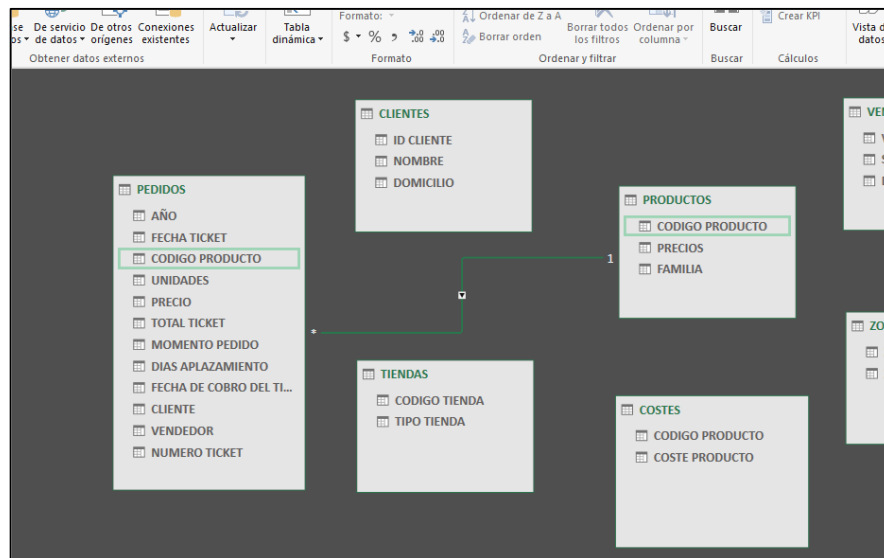 Formato:
Ordenar de Z a A
Crear KPI
se De servicio De otros Conexiones
os de datos orígenes existentes
Actualizar
Tabla
dinámica
$ % , ,00 ,00
Borrar orden
Borrar todos
los filtros
Ordenar por
columna
Buscar
Vista d
datos
Obtener datos externos
Formato
Ordenar y filtrar
Buscar
Cálculos
CLIENTES
ID CLIENTE
NOMBRE
DOMICILIO
PEDIDOS
AÑO
FECHA TICKET
CODIGO PRODUCTO
UNIDADES
PRECIO
TOTAL TICKET
MOMENTO PEDIDO
DIAS APLAZAMIENTO
FECHA DE COBRO DEL TI...
CLIENTE
VENDEDOR
NUMERO TICKET
*
1
PRODUCTOS
CODIGO PRODUCTO
PRECIOS
FAMILIA
TIENDAS
CODIGO TIENDA
TIPO TIENDA
COSTES
CODIGO PRODUCTO
COSTE PRODUCTO
VEN
ZO